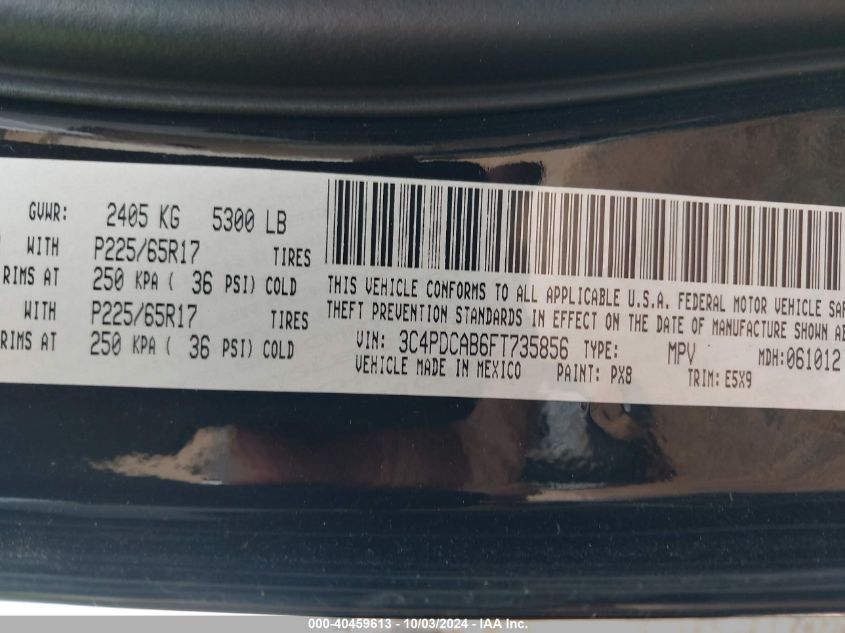 GVWR: 2405 KG 5300 LB
WITH P225/65R17 TIRES
RIMS AT 250 KPA ( 36 PSI) COLD
WITH P225/65R17 TIRES
RIMS AT 250 KPA ( 36 PSI) COLD
THIS VEHICLE CONFORMS TO ALL APPLICABLE U.S.A. FEDERAL MOTOR VEHICLE SAF
THEFT PREVENTION STANDARDS IN EFFECT ON THE DATE OF MANUFACTURE SHOWN AB
VIN: 3C4PDCAB6FT735856 TYPE: MPV MDH:061012
VEHICLE MADE IN MEXICO PAINT: PX8 TRIM: E5X9
000-40459613 - 10/03/2024 - IAA Inc.